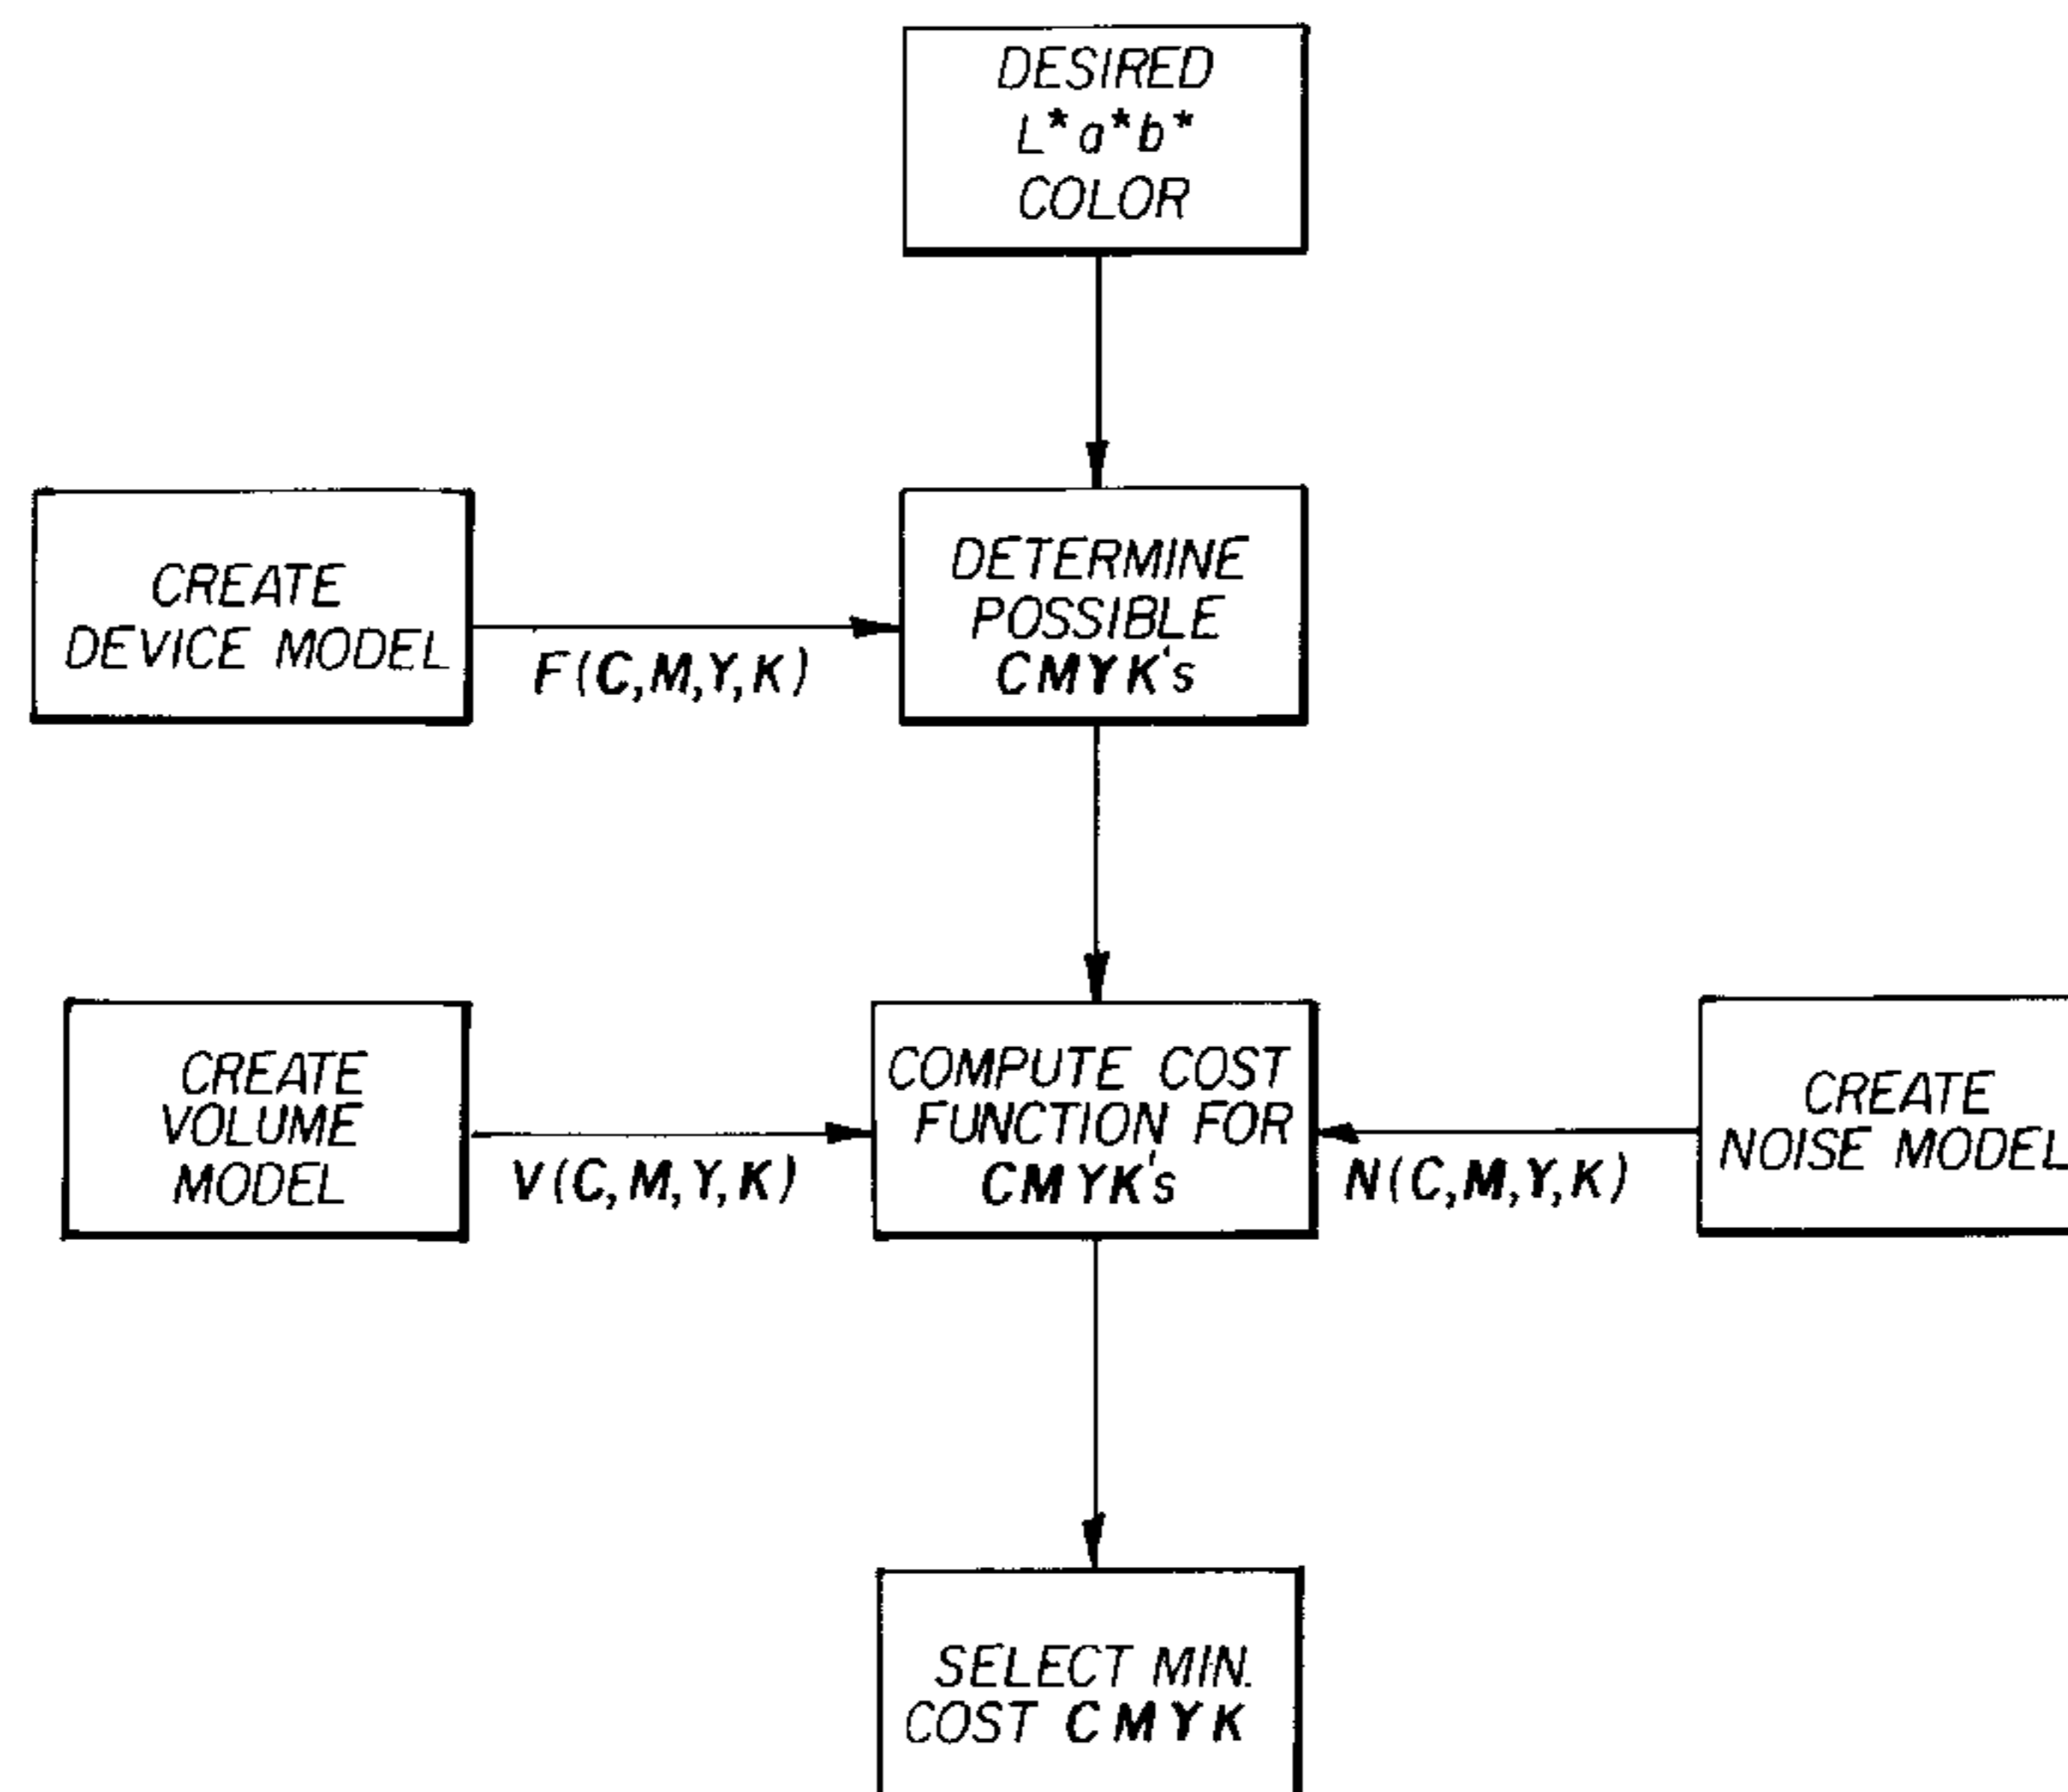 DESIRED
L*a*b*
COLOR
CREATE
DEVICE MODEL
F(C,M,Y,K)
DETERMINE
POSSIBLE
CMYK's
CREATE
VOLUME
MODEL
V(C,M,Y,K)
COMPUTE COST
FUNCTION FOR
CMYK's
N(C,M,Y,K)
CREATE
NOISE MODEL
SELECT MIN.
COST CMYK